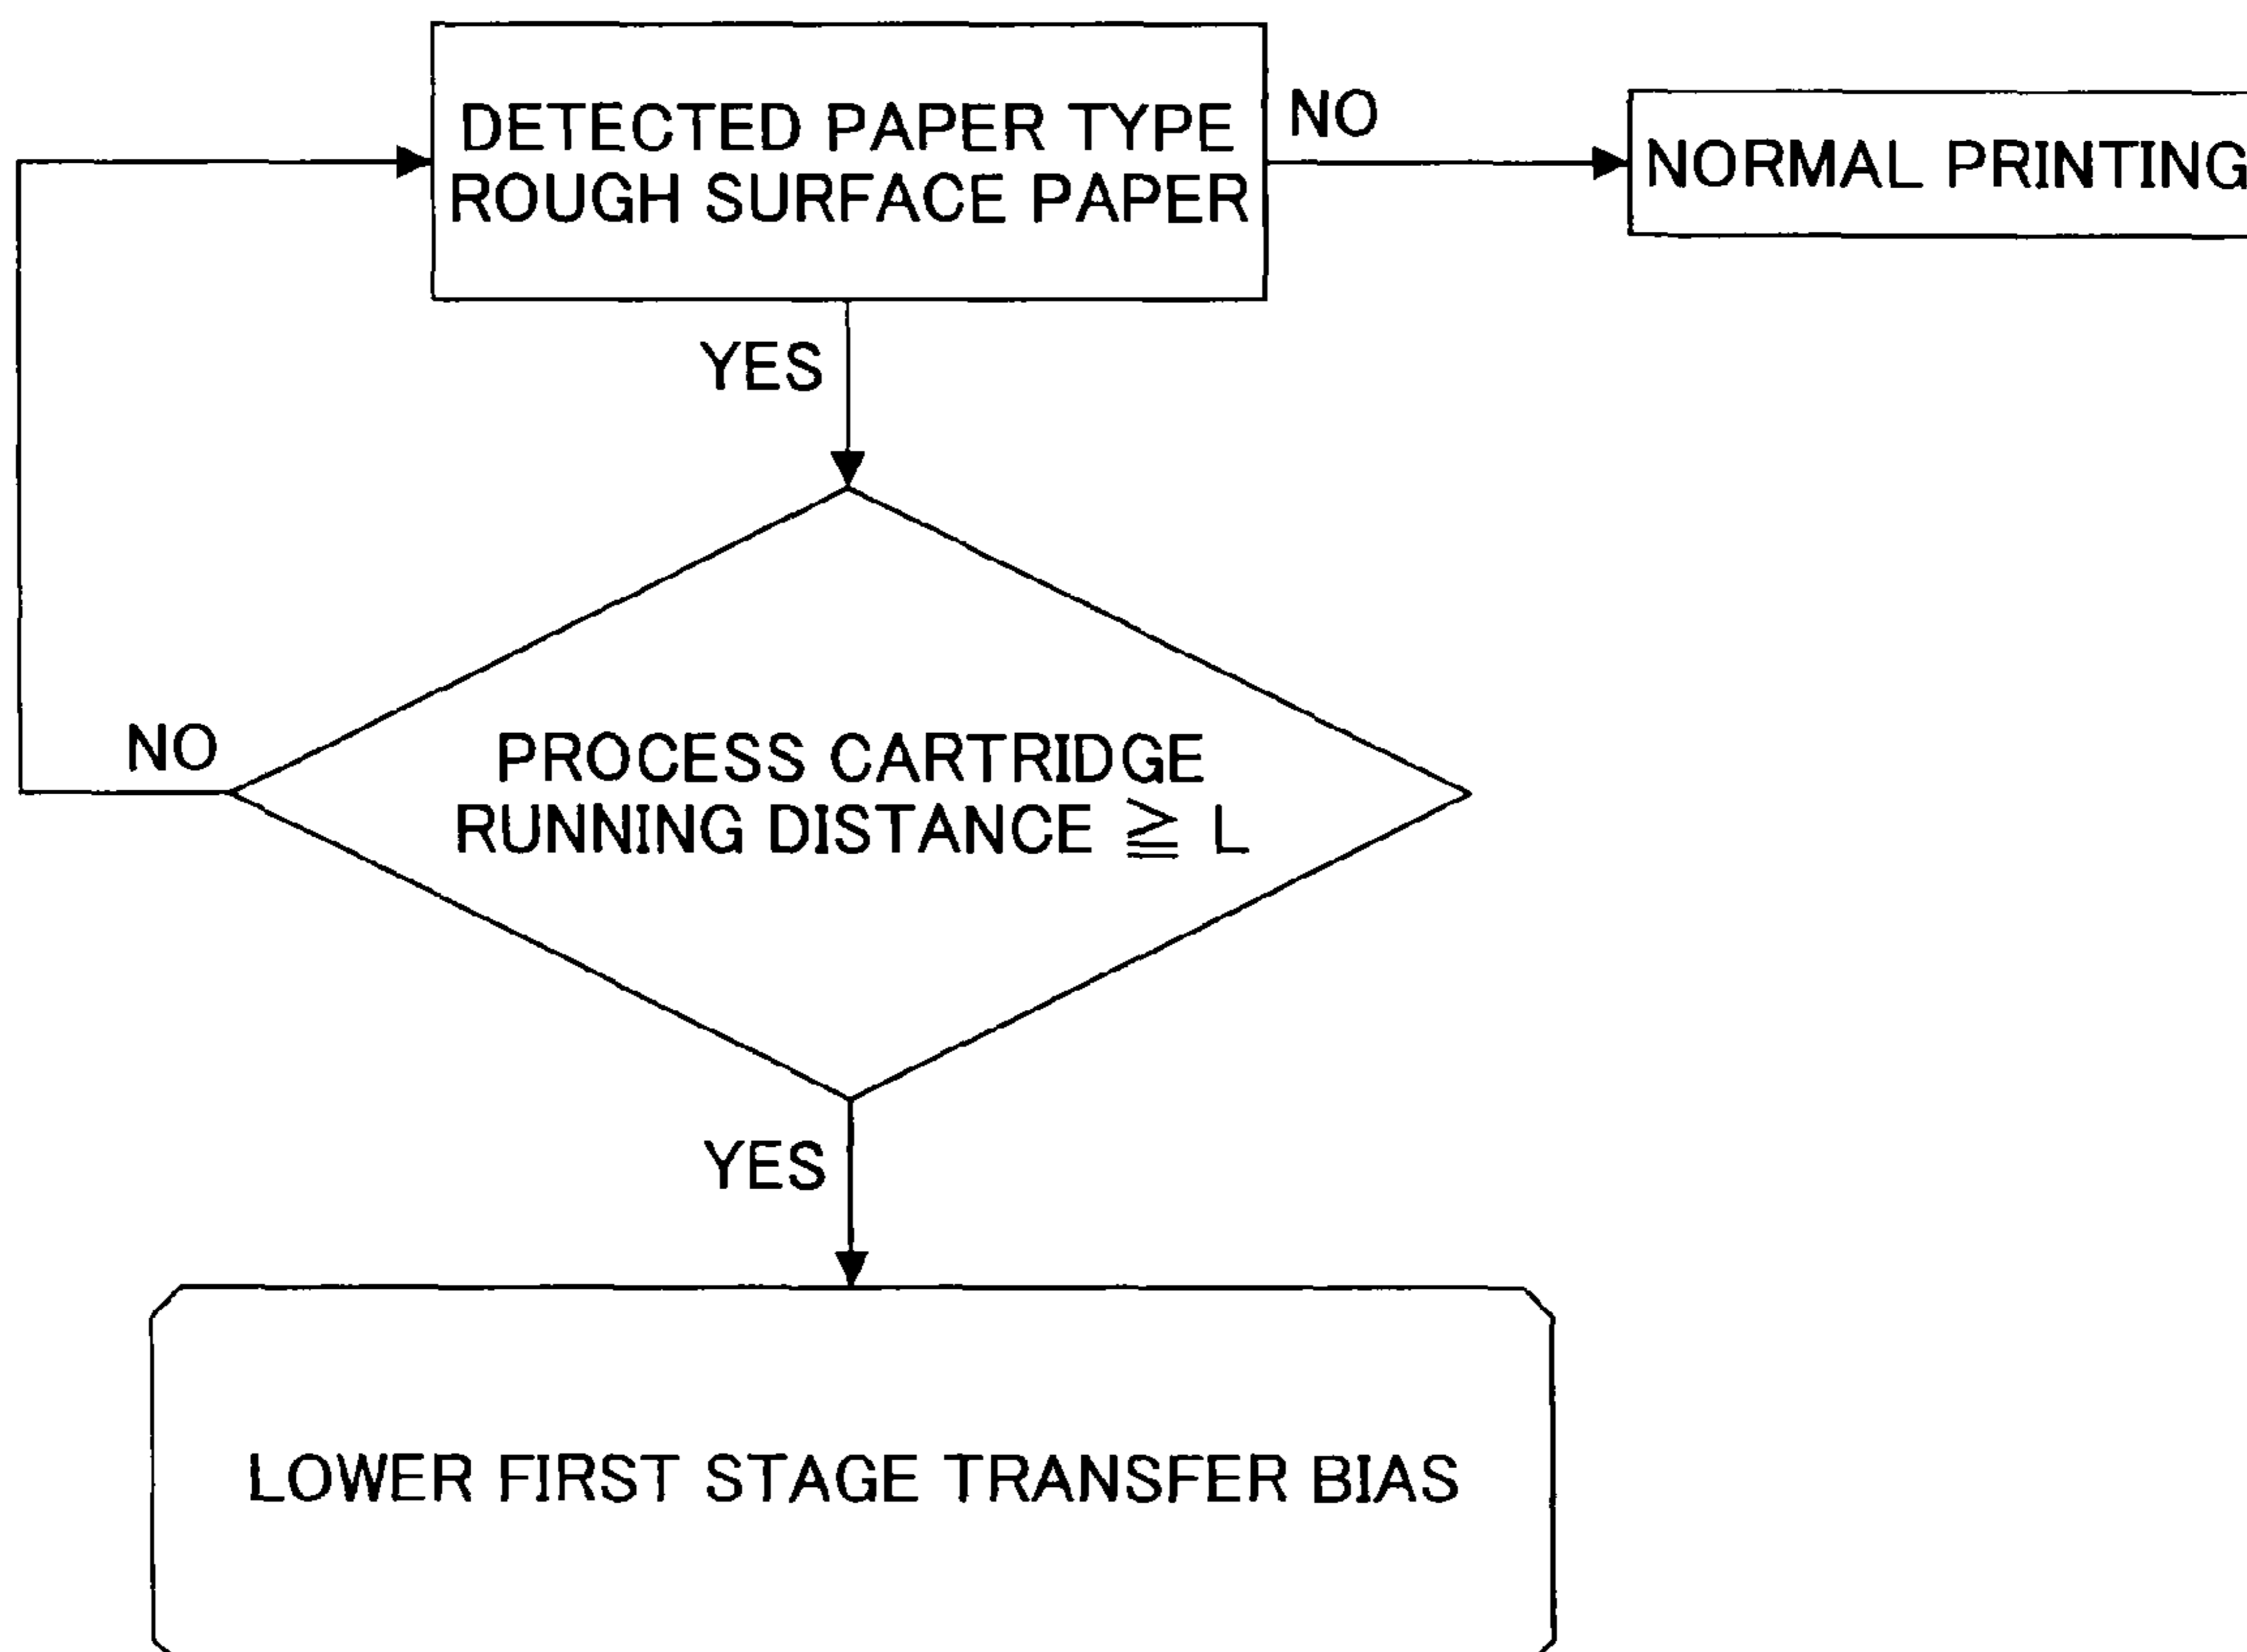 DETECTED PAPER TYPE
ROUGH SURFACE PAPER
NO
NORMAL PRINTING
YES
NO
PROCESS CARTRIDGE
RUNNING DISTANCE ≧ L
YES
LOWER FIRST STAGE TRANSFER BIAS